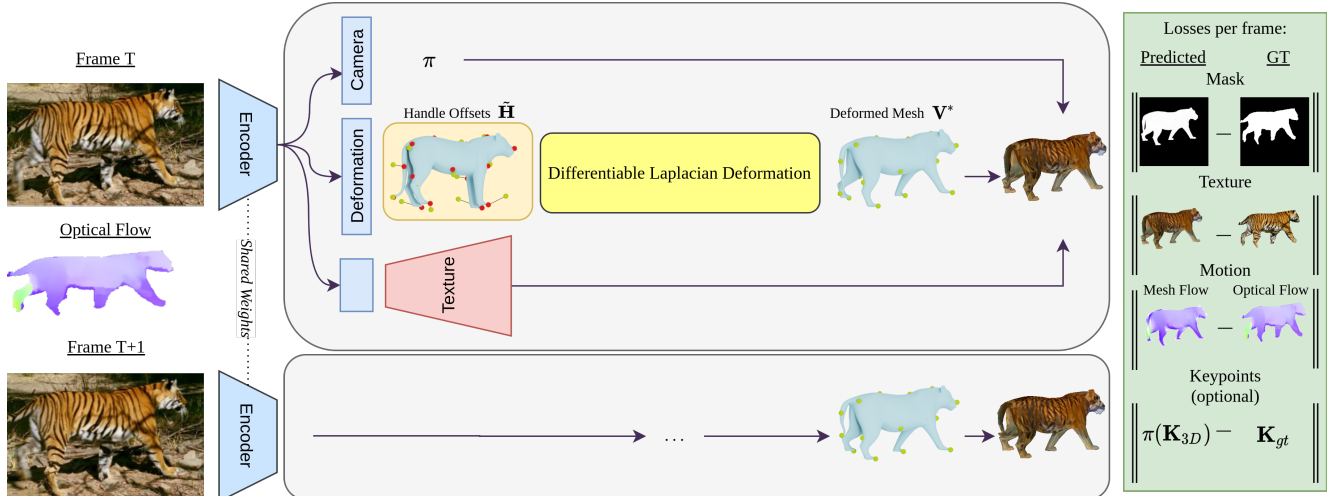 Frame T
Encoder
Optical Flow
Shared Weights
Frame T+1
Encoder
Camera
π
Handle Offsets H̃
Deformation
Differentiable Laplacian Deformation
Deformed Mesh V*
Texture
...
Losses per frame:
Predicted GT
Mask
—
Texture
—
Motion
Mesh Flow Optical Flow
—
Keypoints
(optional)
π(K₃D) — K_gt